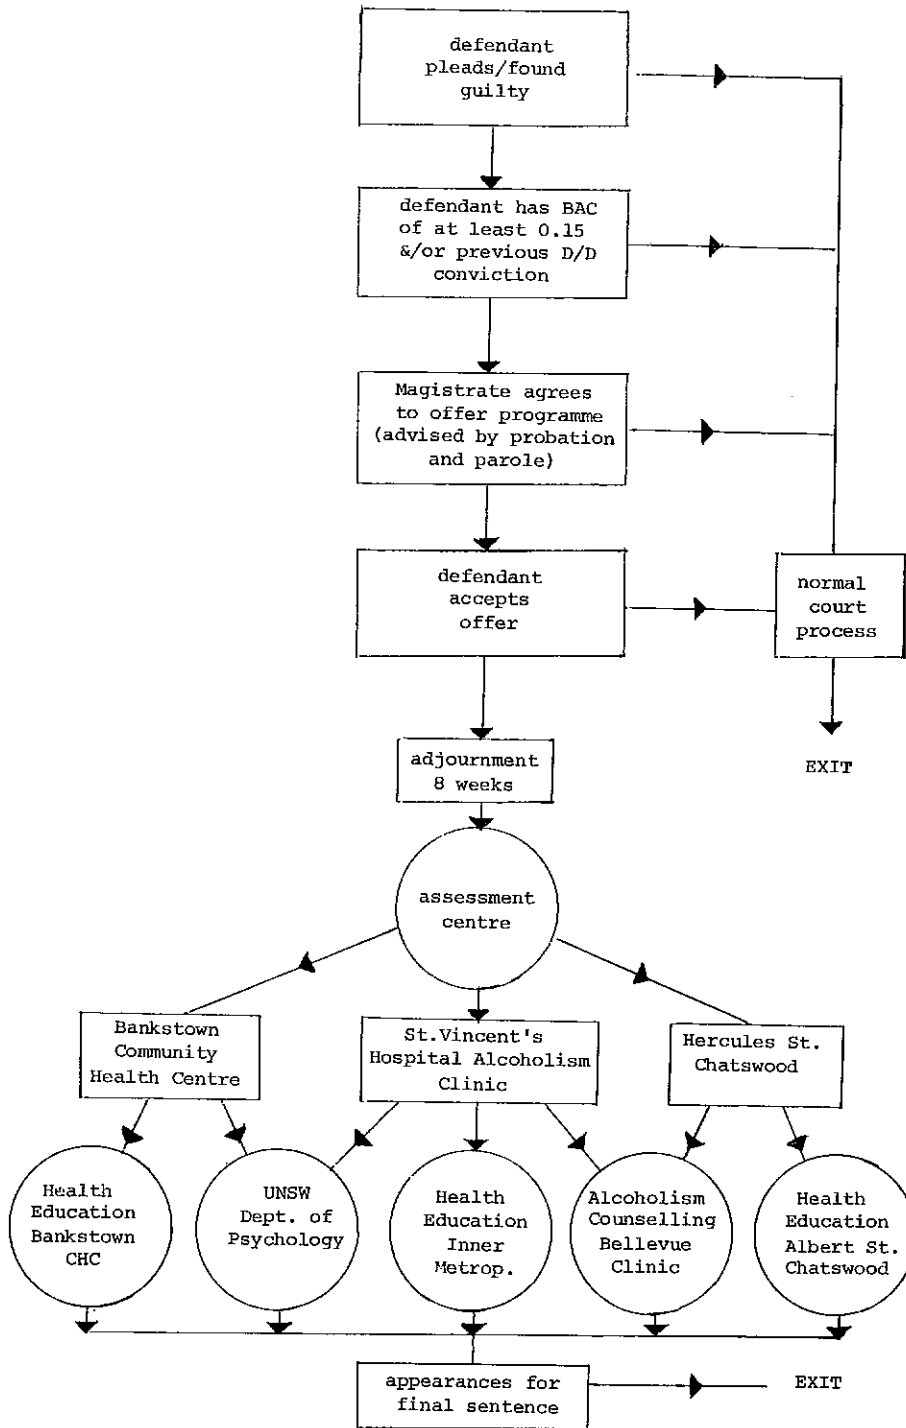 defendant
pleads/found
guilty
defendant has BAC
of at least 0.15
&/or previous D/D
conviction
Magistrate agrees
to offer programme
(advised by probation
and parole)
defendant
accepts
offer
normal
court
process
EXIT
adjournment
8 weeks
assessment
centre
Bankstown
Community
Health Centre
St.Vincent's
Hospital Alcoholism
Clinic
Hercules St.
Chatswood
Health
Education
Bankstown
CHC
UNSW
Dept. of
Psychology
Health
Education
Inner
Metrop.
Alcoholism
Counselling
Bellevue
Clinic
Health
Education
Albert St.
Chatswood
appearances for
final sentence
EXIT